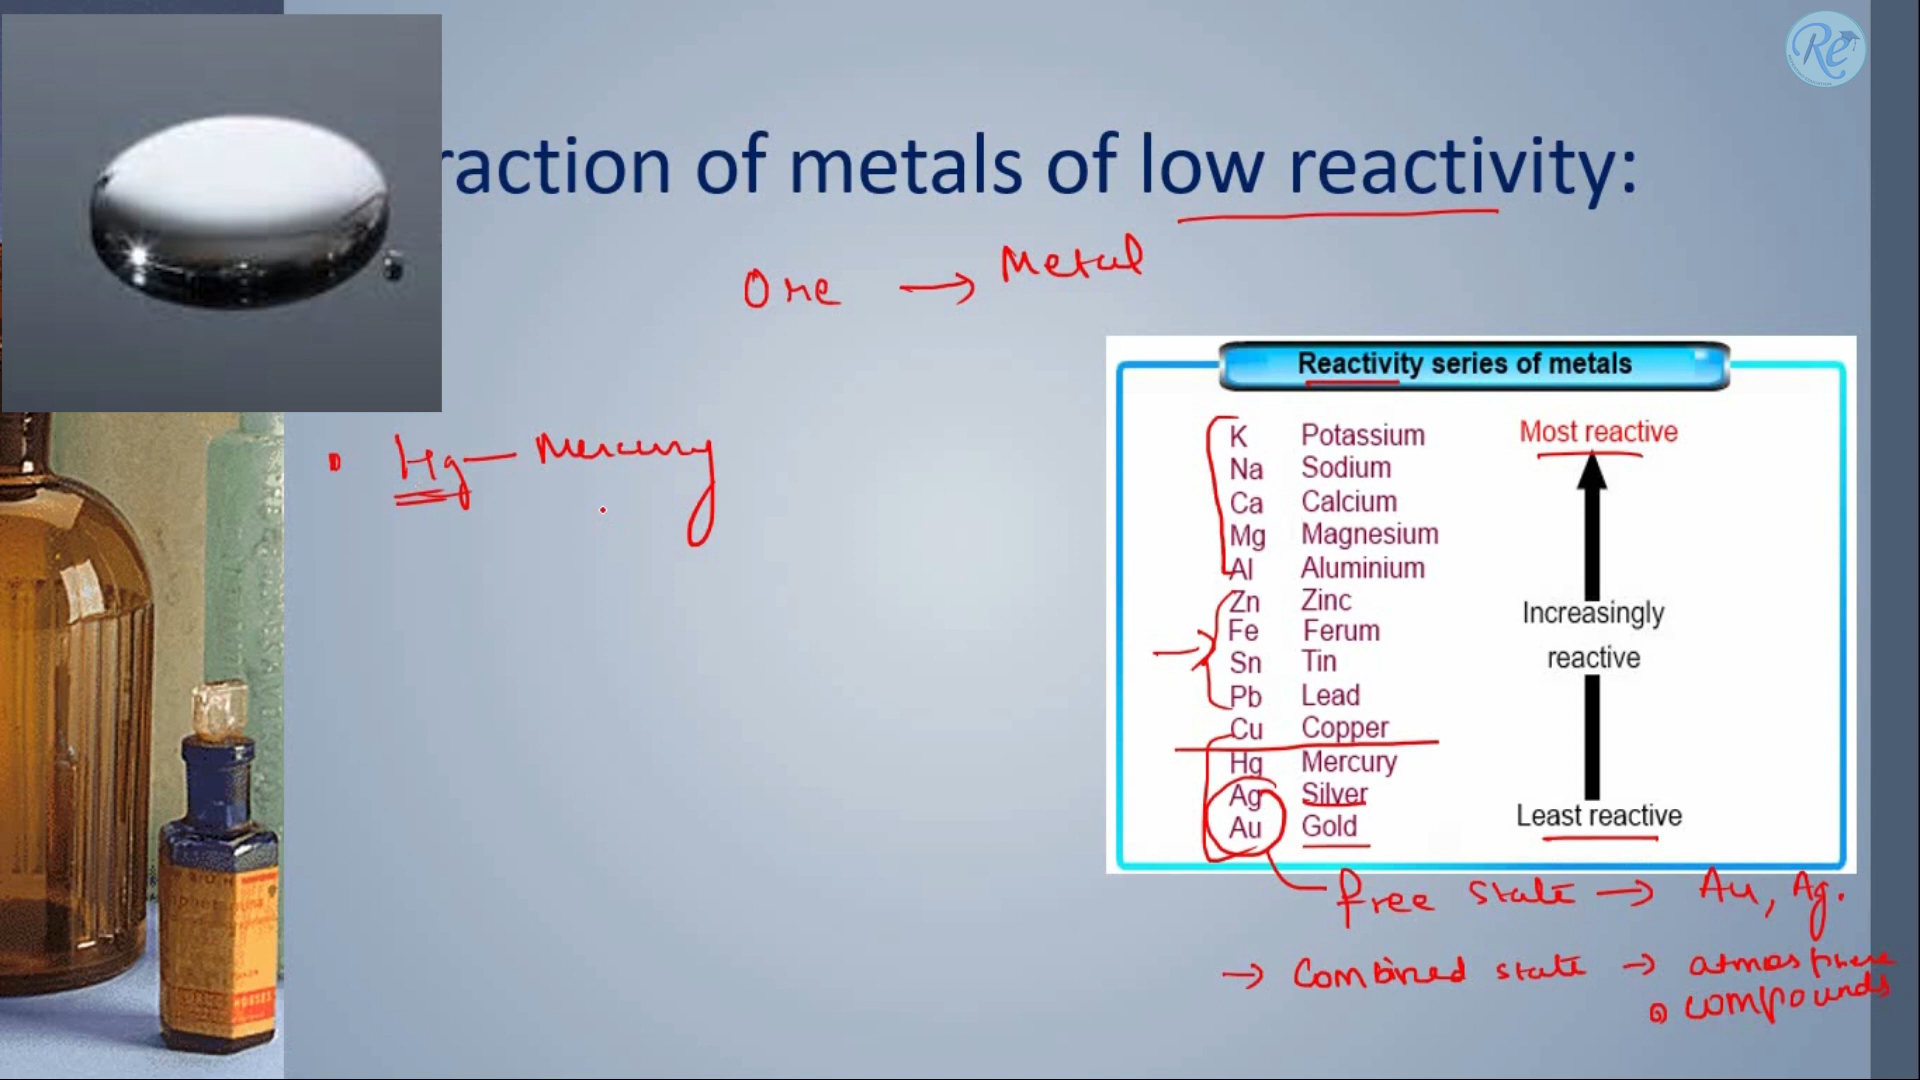 raction of metals of low reactivity:
Ore → Metal
Hg — Mercury
Reactivity series of metals
K Potassium Most reactive
Na Sodium
Ca Calcium
Mg Magnesium
Al Aluminium
Zn Zinc Increasingly
Fe Ferum
Sn Tin reactive
Pb Lead
Cu Copper
Hg Mercury
Ag Silver
Au Gold Least reactive
free state → Au, Ag.
→ Combined state → atmosphere
compounds
Re